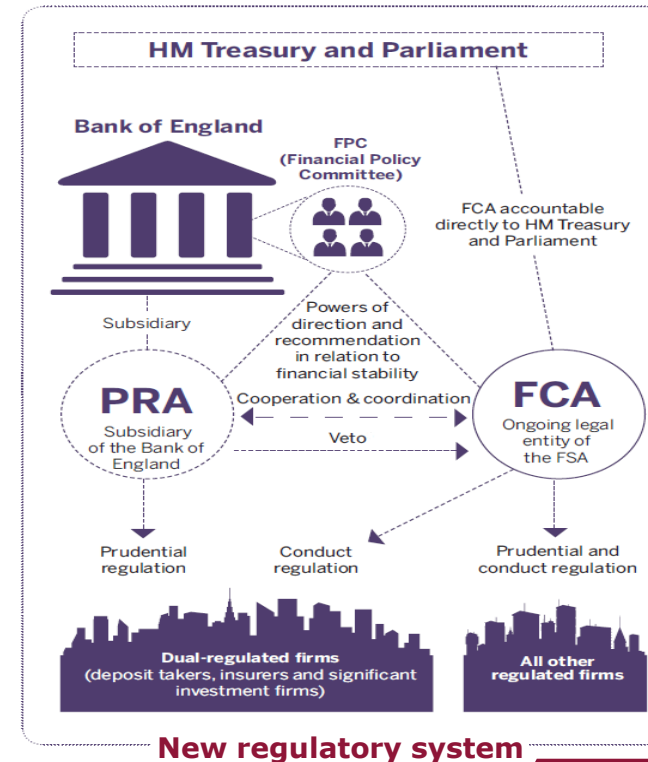 HM Treasury and Parliament
Bank of England
FPC
(Financial Policy
Committee)
FCA accountable
directly to HM Treasury
and Parliament
Subsidiary
Powers of
direction and
recommendation
in relation to
financial stability
PRA
Subsidiary
of the Bank of
England
Cooperation & coordination
Veto
FCA
Ongoing legal
entity of
the FSA
Prudential
regulation
Conduct
regulation
Prudential and
conduct regulation
Dual-regulated firms
(deposit takers, insurers and significant
investment firms)
All other
regulated firms
New regulatory system